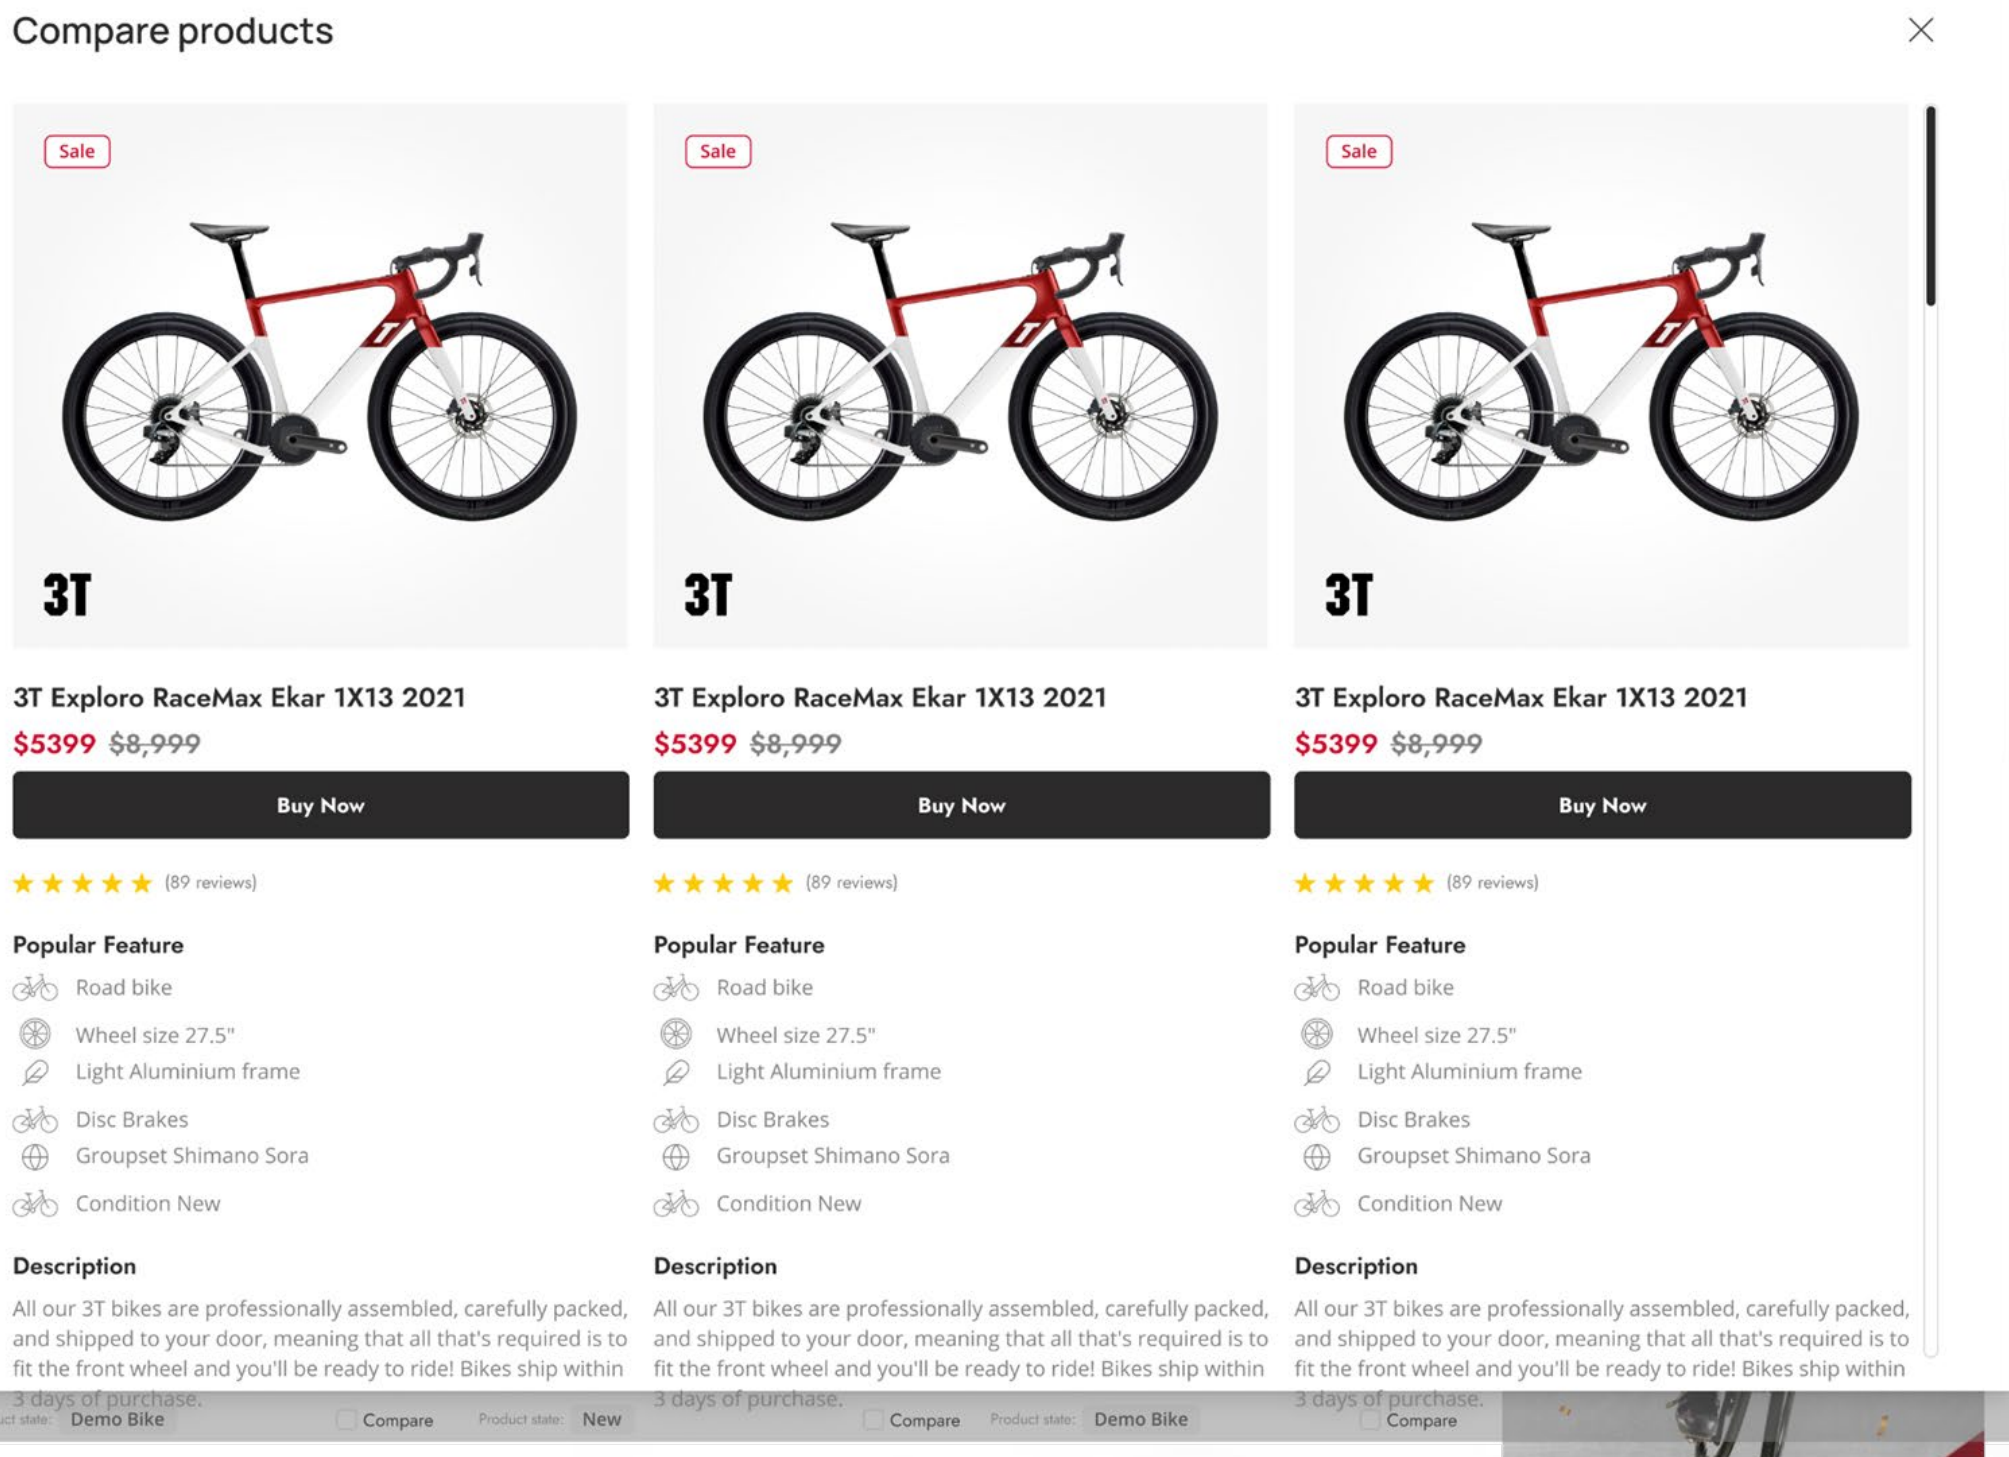 Compare products
Sale
3T
3T Exploro RaceMax Ekar 1X13 2021
$5399 $8,999
Buy Now
(89 reviews)
Popular Feature
Road bike
Wheel size 27.5"
Light Aluminium frame
Disc Brakes
Groupset Shimano Sora
Condition New
Description
All our 3T bikes are professionally assembled, carefully packed,
and shipped to your door, meaning that all that's required is to
fit the front wheel and you'll be ready to ride! Bikes ship within
3 days of purchase.
Sale
3T
3T Exploro RaceMax Ekar 1X13 2021
$5399 $8,999
Buy Now
(89 reviews)
Popular Feature
Road bike
Wheel size 27.5"
Light Aluminium frame
Disc Brakes
Groupset Shimano Sora
Condition New
Description
All our 3T bikes are professionally assembled, carefully packed,
and shipped to your door, meaning that all that's required is to
fit the front wheel and you'll be ready to ride! Bikes ship within
3 days of purchase.
Sale
3T
3T Exploro RaceMax Ekar 1X13 2021
$5399 $8,999
Buy Now
(89 reviews)
Popular Feature
Road bike
Wheel size 27.5"
Light Aluminium frame
Disc Brakes
Groupset Shimano Sora
Condition New
Description
All our 3T bikes are professionally assembled, carefully packed,
and shipped to your door, meaning that all that's required is to
fit the front wheel and you'll be ready to ride! Bikes ship within
3 days of purchase.
state: Demo Bike Compare Product state: New Compare Product state: Demo Bike Compare